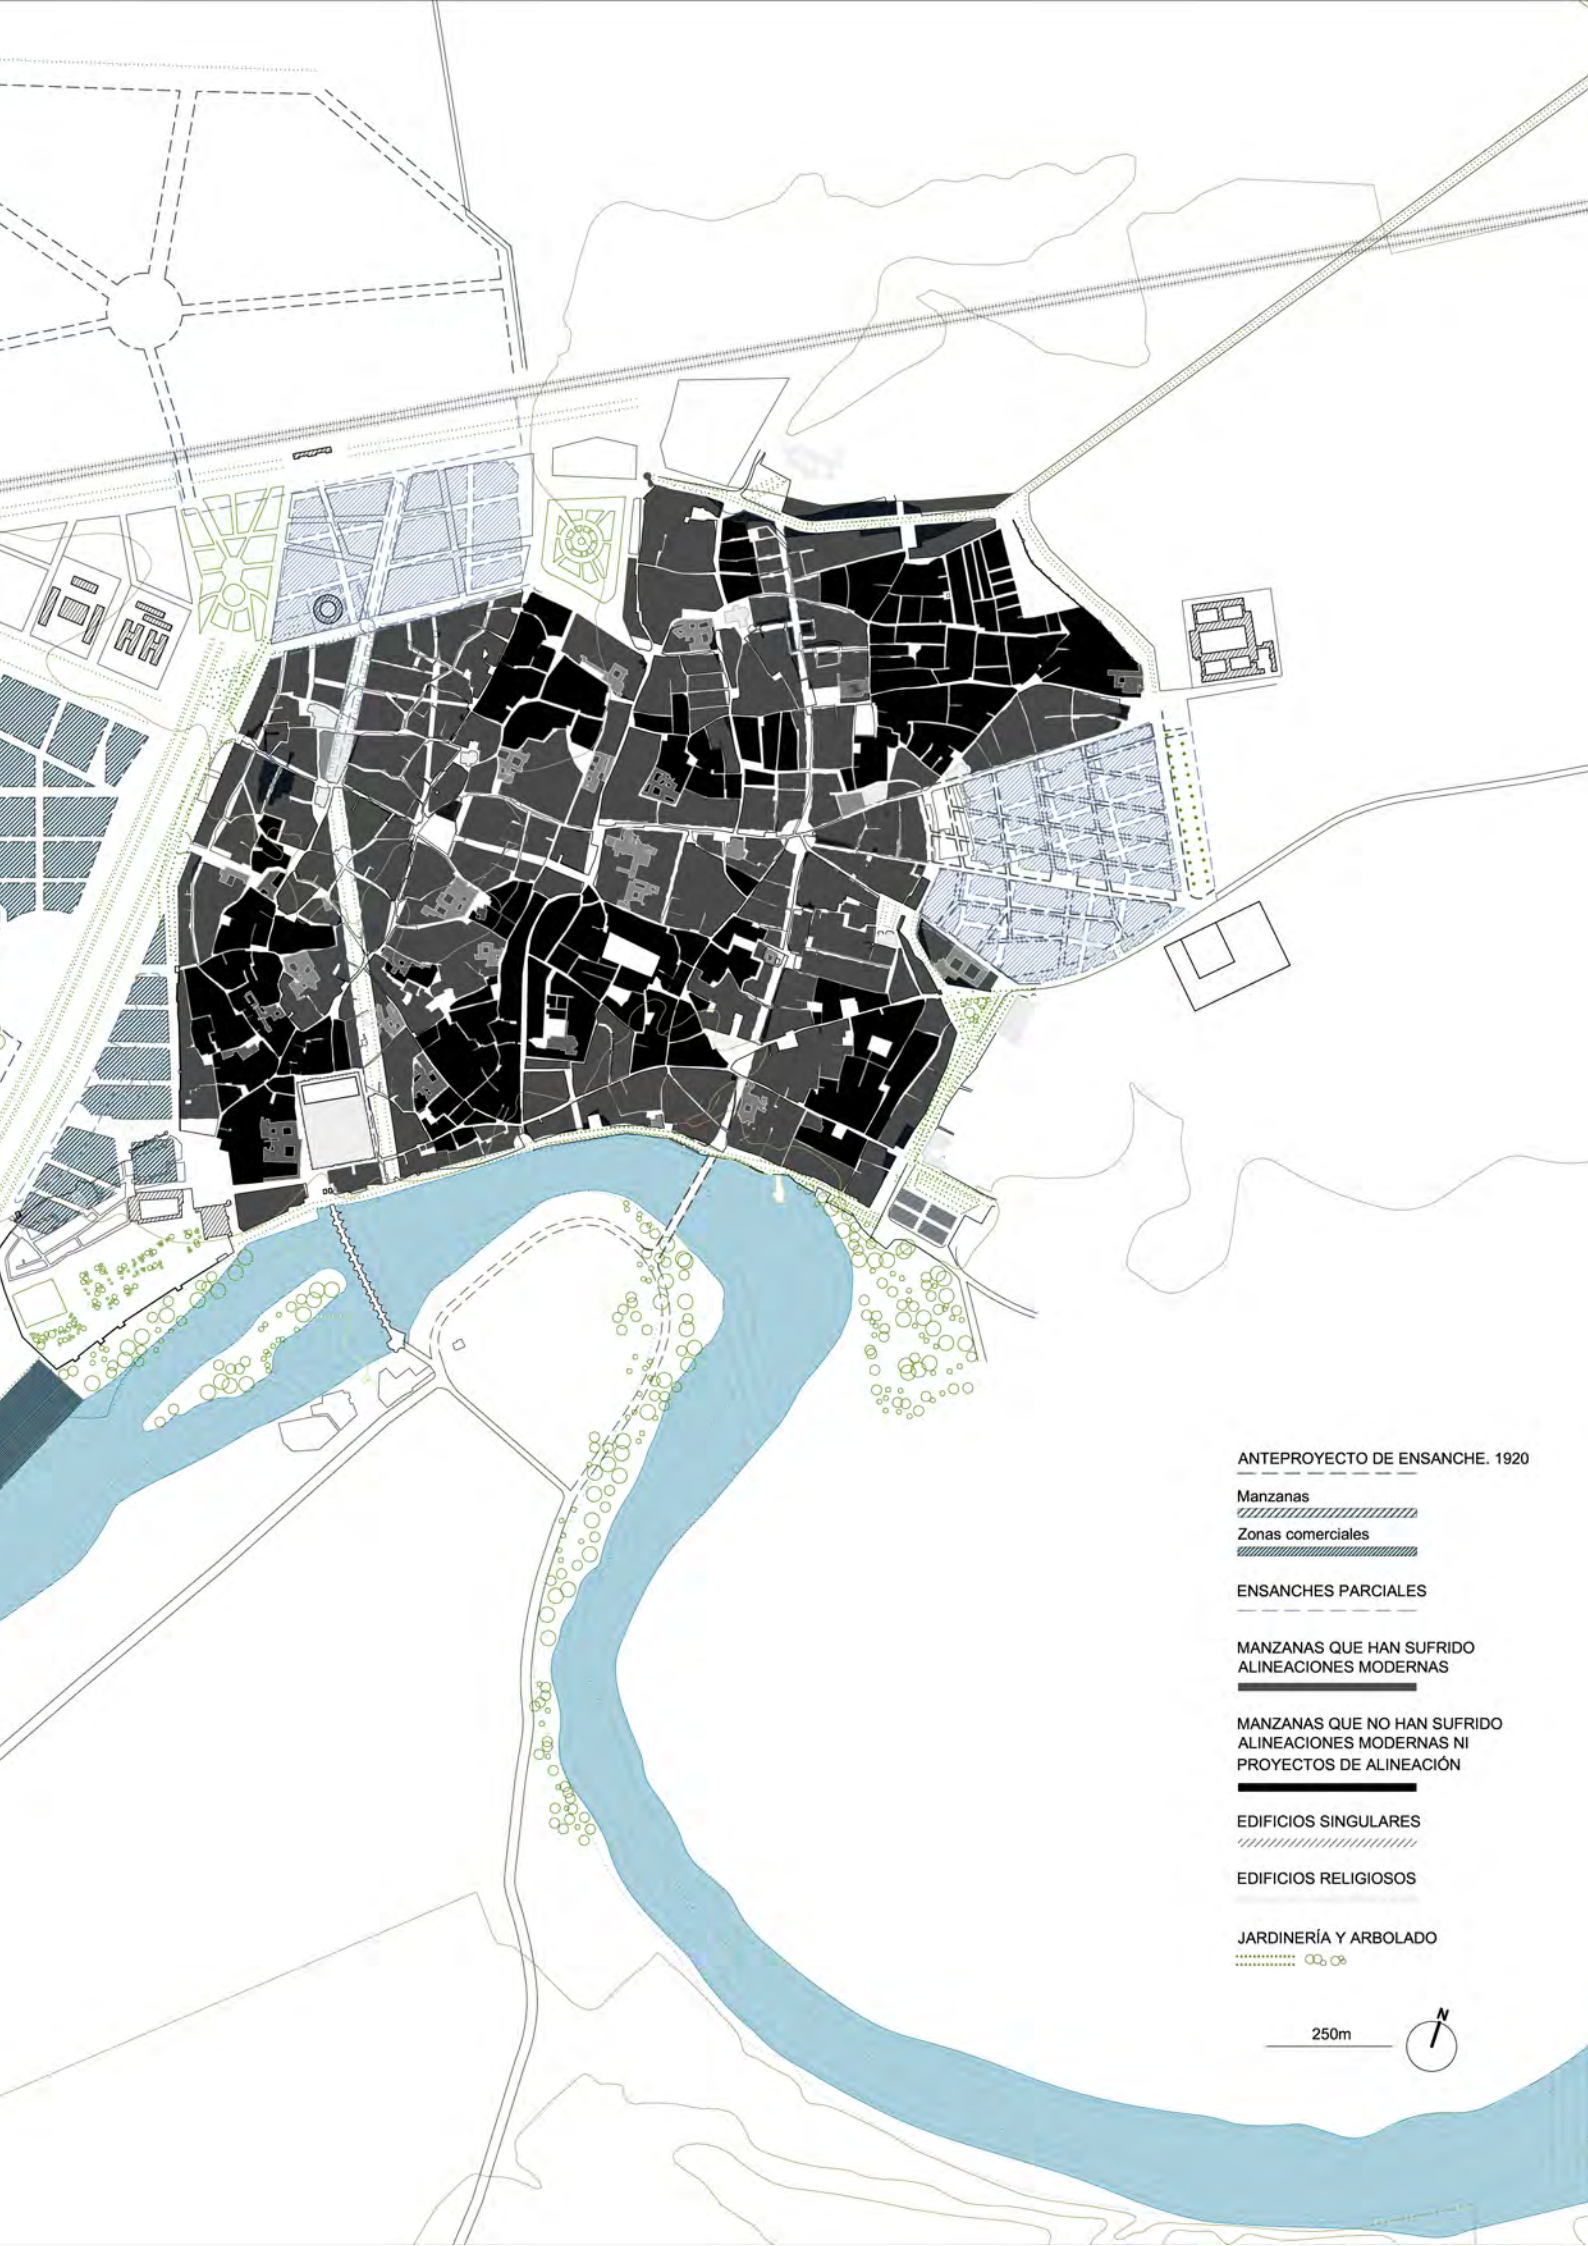 ANTEPROYECTO DE ENSANCHE. 1920
Manzanas
Zonas comerciales
ENSANCHES PARCIALES
MANZANAS QUE HAN SUFRIDO
ALINEACIONES MODERNAS
MANZANAS QUE NO HAN SUFRIDO
ALINEACIONES MODERNAS NI
PROYECTOS DE ALINEACIÓN
EDIFICIOS SINGULARES
EDIFICIOS RELIGIOSOS
JARDINERÍA Y ARBOLADO
N
250m